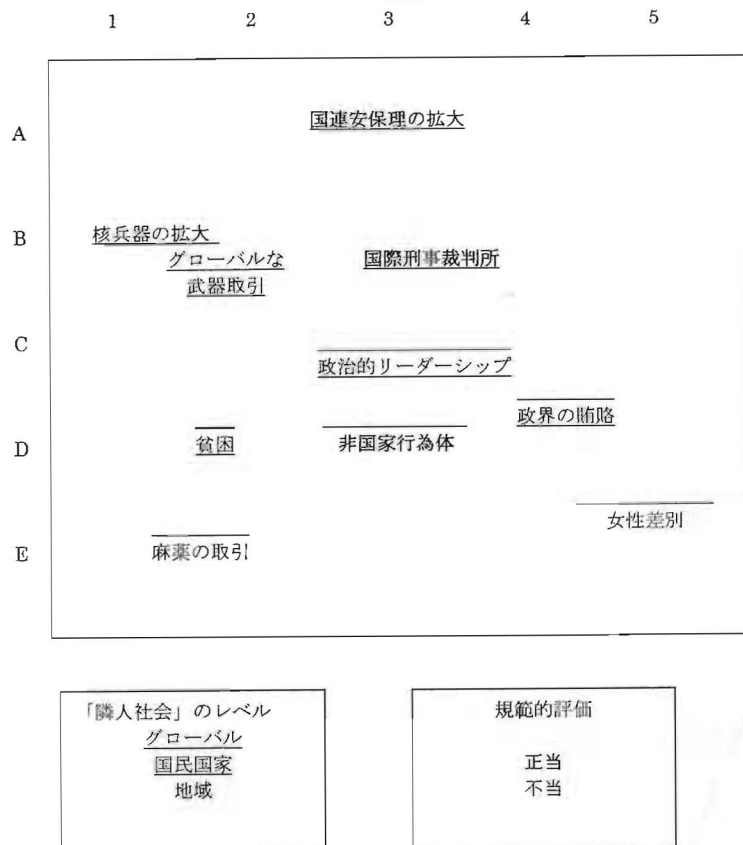 1 2 3 4 5
A
国連安保理の拡大
B
核兵器の拡大
グローバルな
武器取引
国際刑事裁判所
C
政治的リーダーシップ
政界の賄賂
D
貧困
非国家行為体
女性差別
E
麻薬の取引
「隣人社会」のレベル
グローバル
国民国家
地域
規範的評価
正当
不当